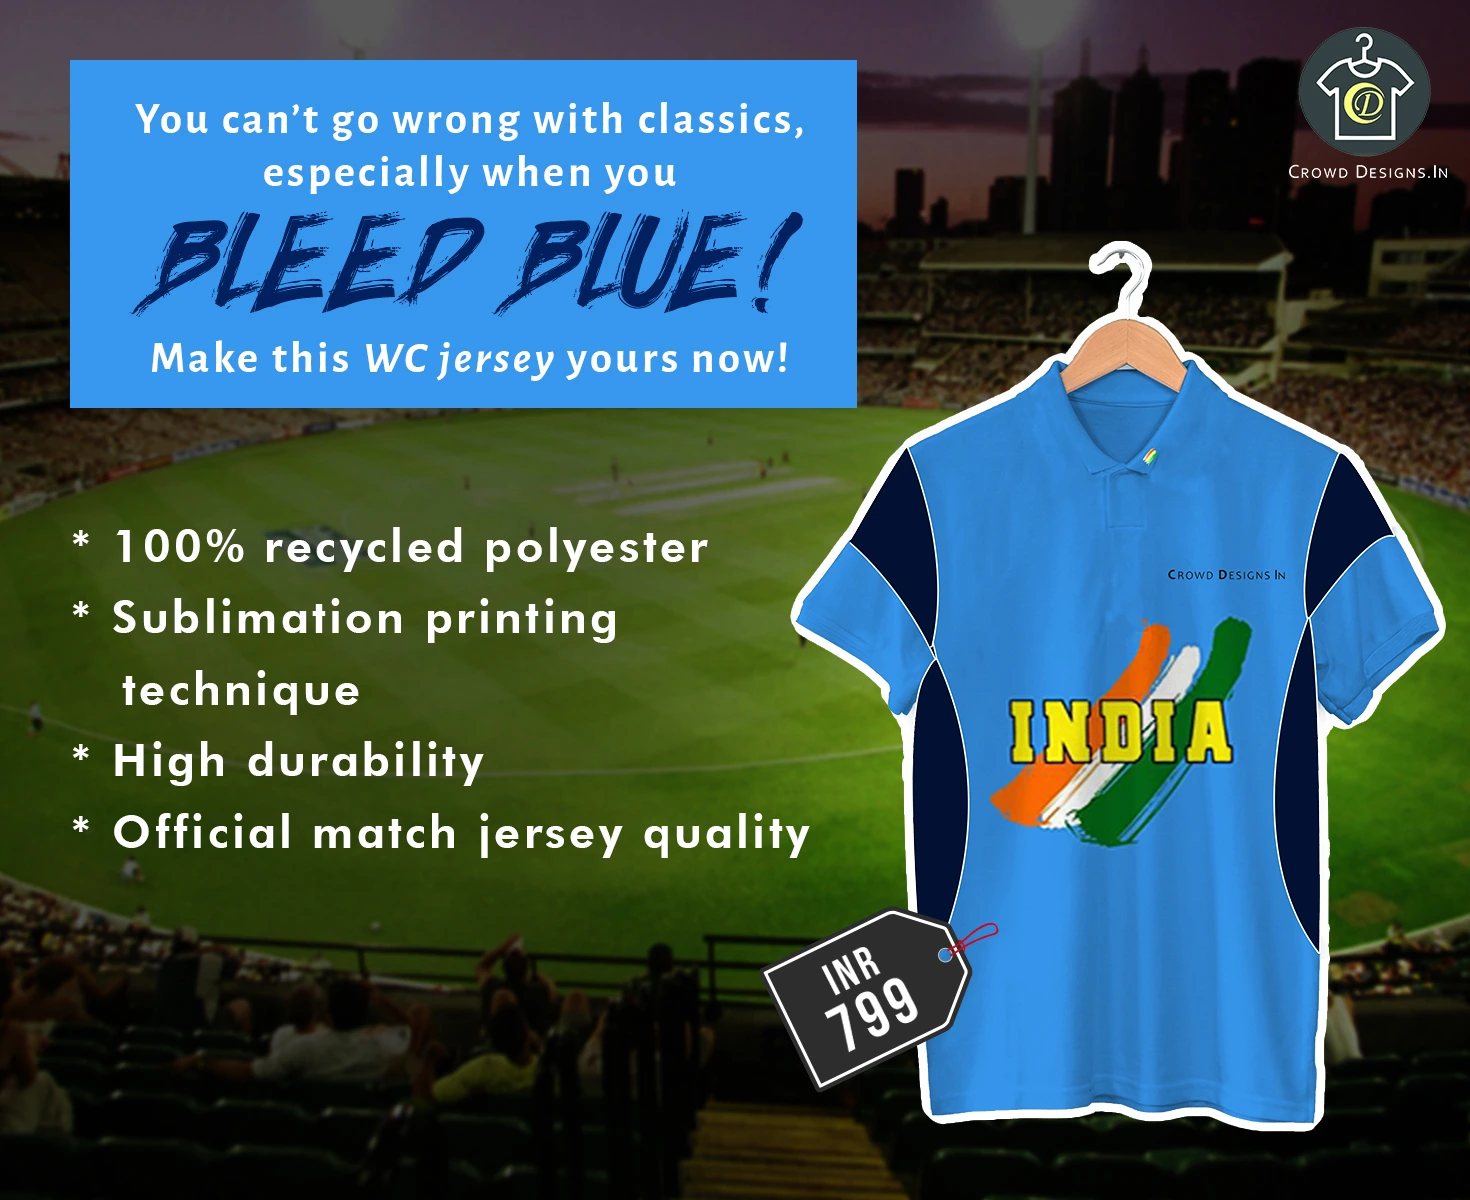 You can't go wrong with classics,
especially when you
BLEED BLUE!
Make this WC jersey yours now!
CROWD DESIGNS.IN
* 100% recycled polyester
* Sublimation printing
technique
* High durability
* Official match jersey quality
CROWD DESIGNS IN
INDIA
INR
799